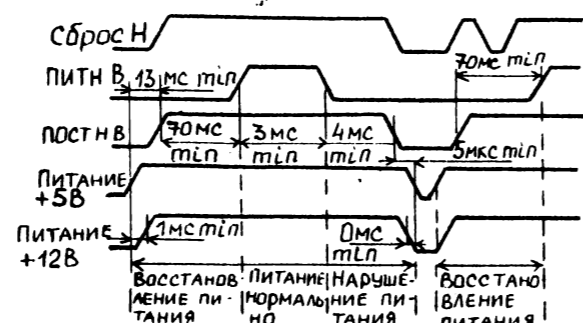 Сброс Н
ПИТН В
13 мс min
70мс min
ПОСТ Н В
70мс min
3мс min
4мс min
5мкс min
ПИТАНИЕ +5В
ПИТАНИЕ +12В
1мс min
0мс min
ВОССТАНОВ-
ЛЕНИЕ ПИ-
ТАНИЯ
ПИТАНИЕ
НОРМАЛЬ-
НО
НАРУШЕ-
НИЕ ПИ-
ТАНИЯ
ВОССТАНО
ВЛЕНИЕ
ПИТАНИЯ